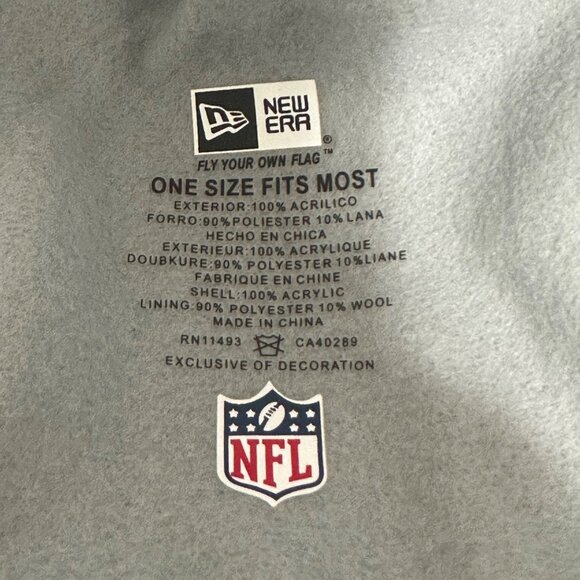 NEW
ERA®
FLY YOUR OWN FLAG™
ONE SIZE FITS MOST
EXTERIOR:100% ACRILICO
FORRO:90%POLIESTER 10% LANA
HECHO EN CHICA
EXTERIEUR:100% ACRYLIQUE
DOUBKURE:90% POLYESTER 10%LIANE
FABRIQUE EN CHINE
SHELL:100% ACRYLIC
LINING:90% POLYESTER 10% WOOL
MADE IN CHINA
RN11493 CA40289
EXCLUSIVE OF DECORATION
NFL